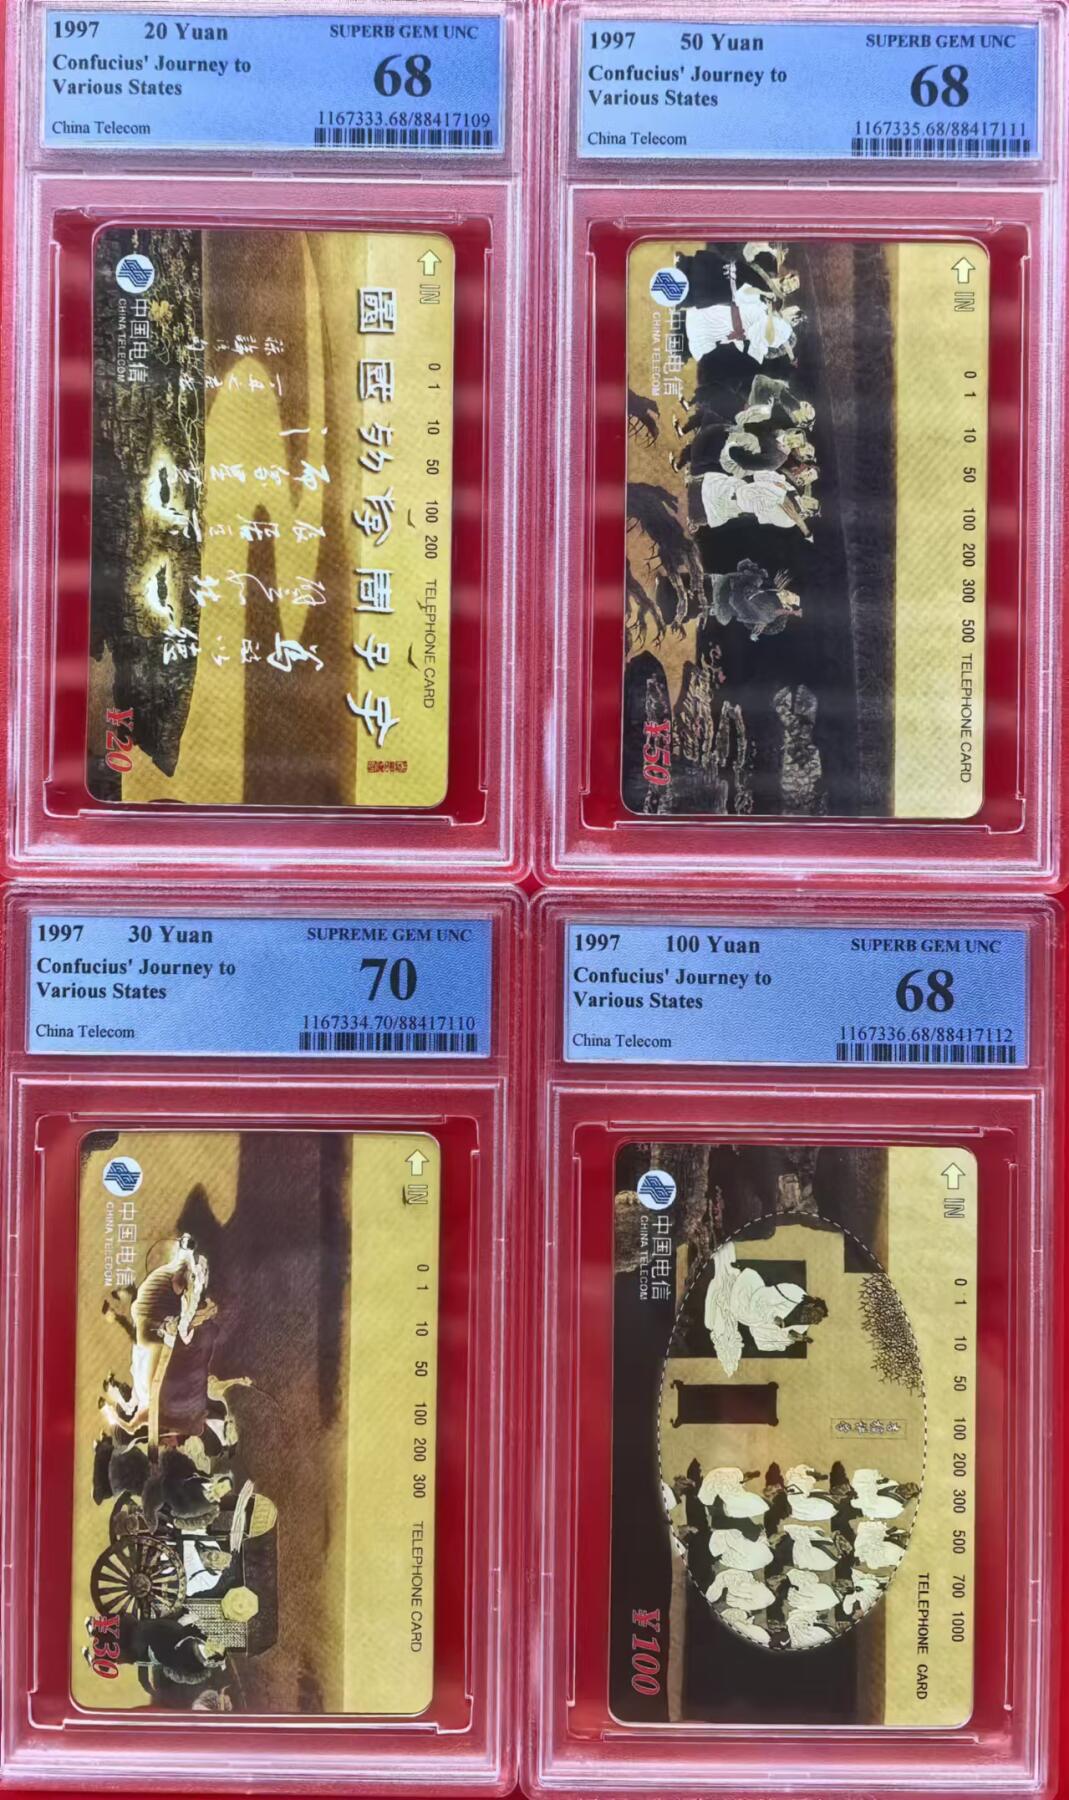 1997 20 Yuan SUPERB GEM UNC
Confucius' Journey to
Various States
68
China Telecom
1167333.68/88417109
IN 0 1 10 50 100 200 TELEPHONE CARD
中国电信
CHINA TELECOM
¥20
1997 50 Yuan SUPERB GEM UNC
Confucius' Journey to
Various States
68
China Telecom
1167335.68/88417111
IN 0 1 10 50 100 200 300 500 TELEPHONE CARD
中国电信
CHINA TELECOM
¥50
1997 30 Yuan SUPREME GEM UNC
Confucius' Journey to
Various States
70
China Telecom
1167334.70/88417110
IN 0 1 10 50 100 200 300 TELEPHONE CARD
中国电信
CHINA TELECOM
¥30
1997 100 Yuan SUPERB GEM UNC
Confucius' Journey to
Various States
68
China Telecom
1167336.68/88417112
IN 0 1 10 50 100 200 300 500 700 1000
TELEPHONE CARD
中国电信
CHINA TELECOM
¥100